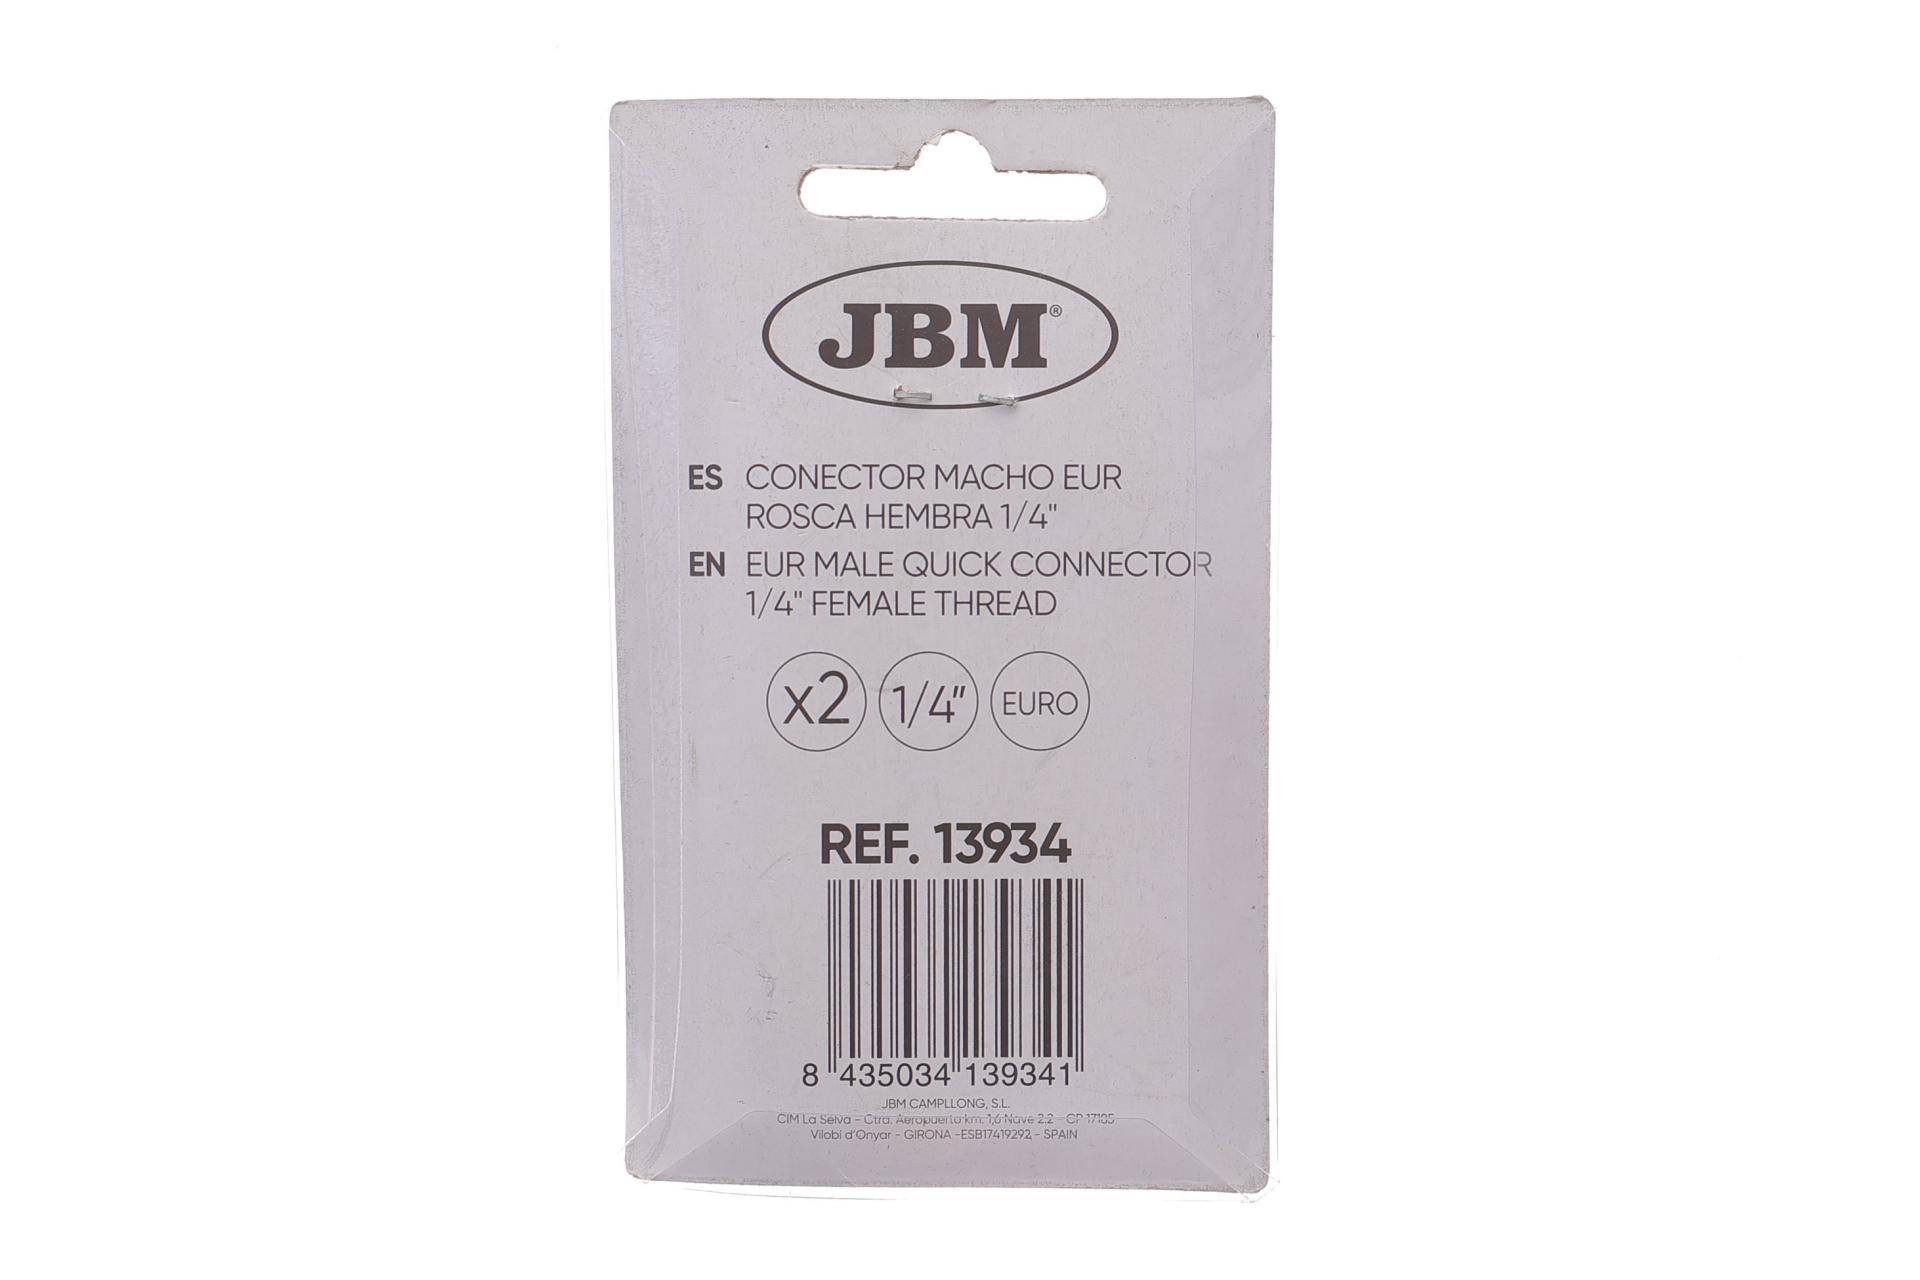 JBM®
ES CONECTOR MACHO EUR
ROSCA HEMBRA 1/4"
EN EUR MALE QUICK CONNECTOR
1/4" FEMALE THREAD
x2 1/4" EURO
REF. 13934
8 435034 139341
JBM CAMPLLONG, S.L.
CIM La Selva - Ctra. Aeropuerto km. 1,6 Nave 2.2 - CP 17185
Vilobi d'Onyar - GIRONA -ESB17419292 - SPAIN